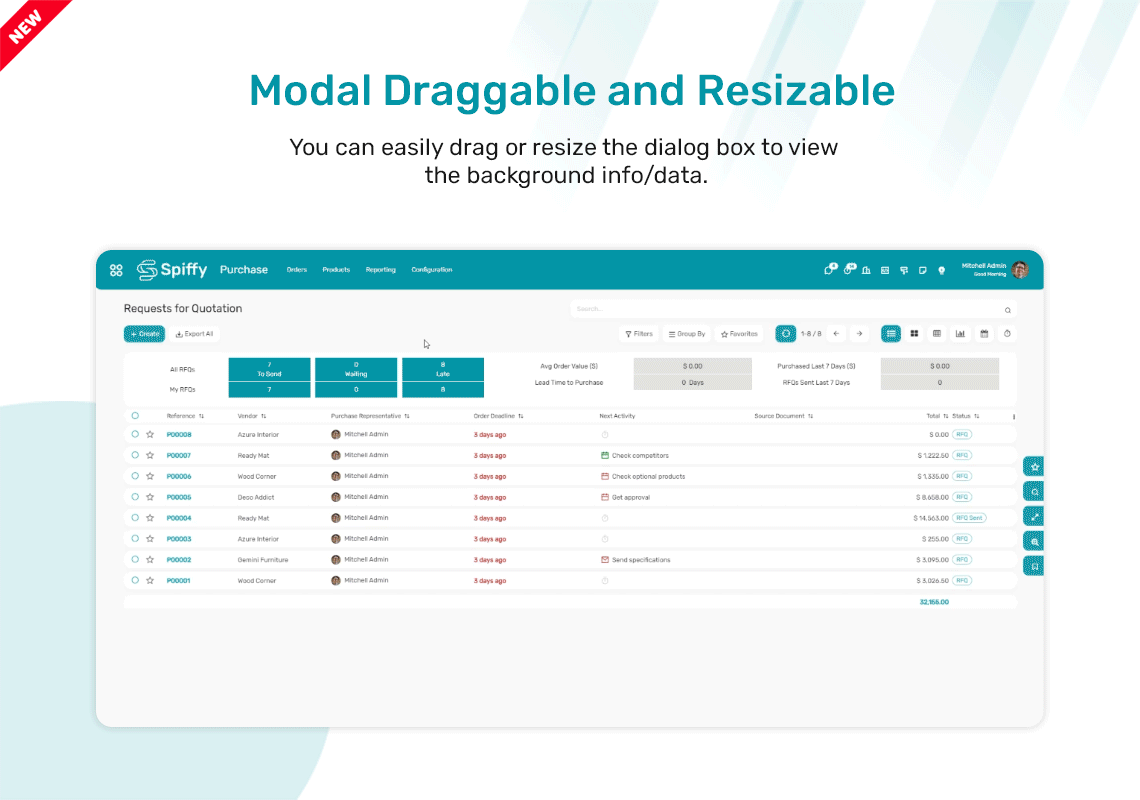 NEW
Modal Draggable and Resizable
You can easily drag or resize the dialog box to view
the background info/data.
Spiffy Purchase Orders Products Reporting Configuration Mitchell Admin
Good Morning
Requests for Quotation Search...
+ Create Export All Filters Group By Favorites 1-8 / 8
All RFQs 7 0 8 Avg Order Value ($) $ 0.00 Purchased Last 7 Days ($) $ 0.00
To Send Waiting Late
My RFQs 7 0 8 Lead Time to Purchase 0 Days RFQs Sent Last 7 Days 0
Reference Vendor Purchase Representative Order Deadline Next Activity Source Document Total Status
P00008 Azure Interior Mitchell Admin 3 days ago $ 0.00 RFQ
P00007 Ready Mat Mitchell Admin 3 days ago Check competitors $ 1,222.50 RFQ
P00006 Wood Corner Mitchell Admin 3 days ago Check optional products $ 1,335.00 RFQ
P00005 Deco Addict Mitchell Admin 3 days ago Get approval $ 8,658.00 RFQ
P00004 Ready Mat Mitchell Admin 3 days ago $ 14,563.00 RFQ Sent
P00003 Azure Interior Mitchell Admin 3 days ago $ 255.00 RFQ
P00002 Gemini Furniture Mitchell Admin 3 days ago Send specifications $ 3,095.00 RFQ
P00001 Wood Corner Mitchell Admin 3 days ago $ 3,026.50 RFQ
32,155.00